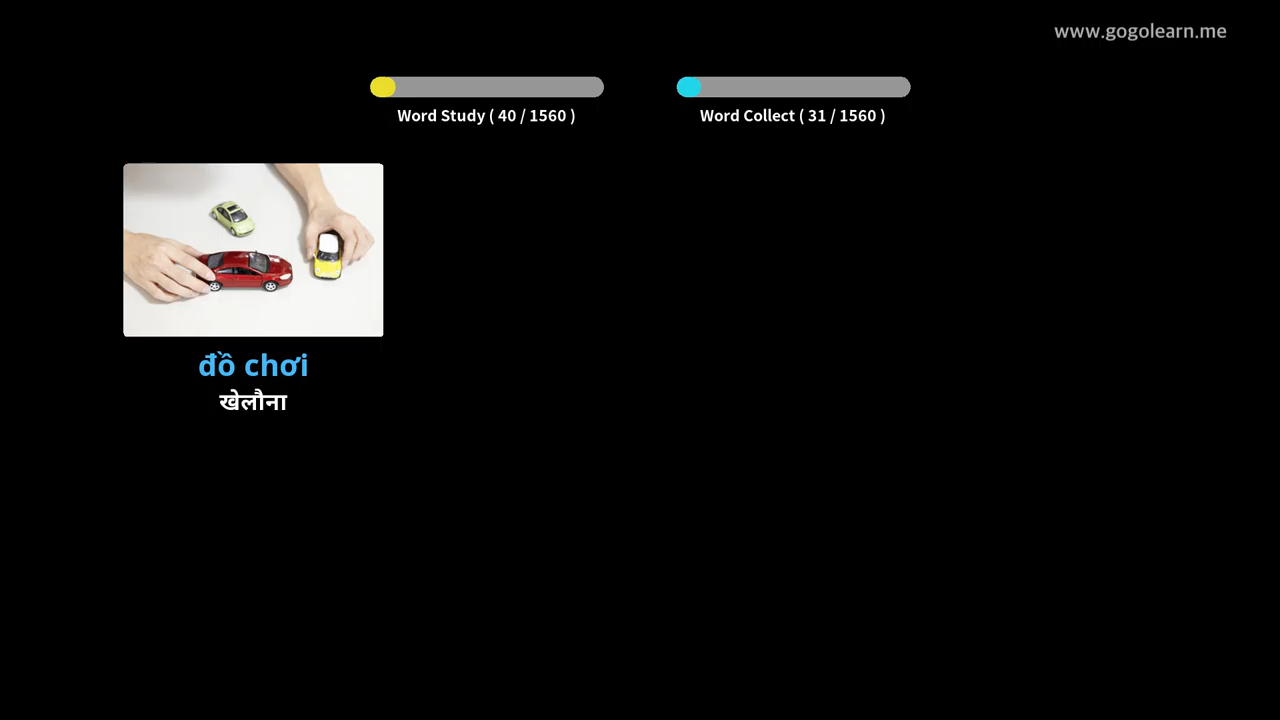 www.gogolearn.me
Word Study ( 40 / 1560 )
Word Collect ( 31 / 1560 )
đồ chơi
खेलौना